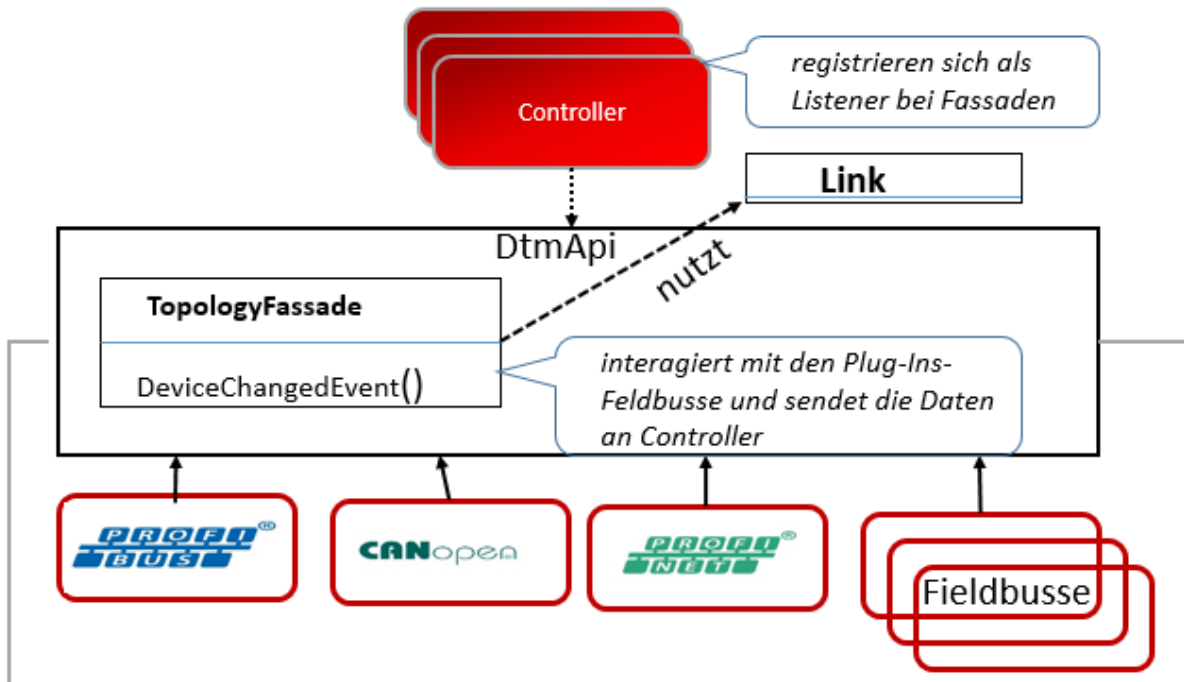 registrieren sich als
Listener bei Fassaden
Controller
Link
DtmApi
nutzt
TopologyFassade
DeviceChangedEvent()
interagiert mit den Plug-Ins-
Feldbusse und sendet die Daten
an Controller
PROFI
BUS
CANopen
PROFI
NET
Fieldbusse